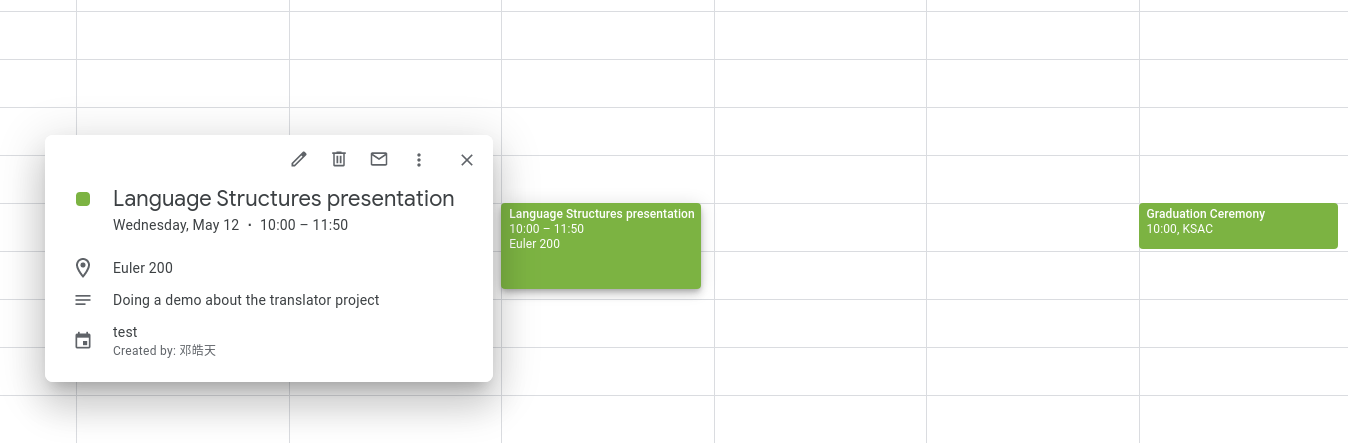 Language Structures presentation
Wednesday, May 12 · 10:00 – 11:50
Euler 200
Doing a demo about the translator project
test
Created by: 邓皓天
Language Structures presentation
10:00 – 11:50
Euler 200
Graduation Ceremony
10:00, KSAC